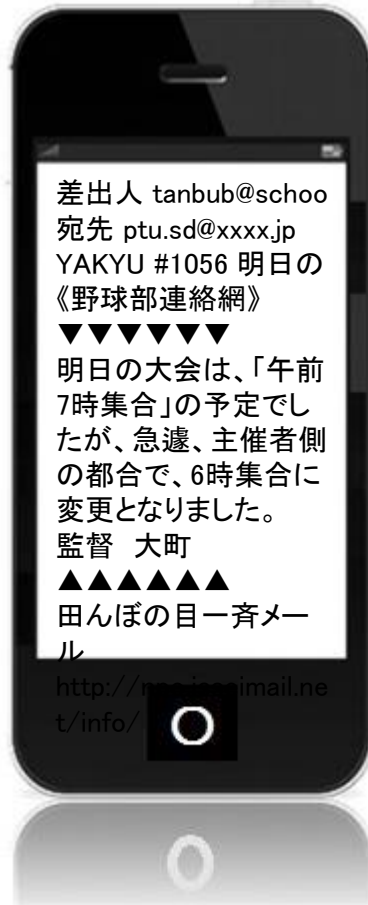 差出人 tanbub@schoo
宛先 ptu.sd@xxxx.jp
YAKYU #1056 明日の
《野球部連絡網》
▼▼▼▼▼▼
明日の大会は、「午前
7時集合」の予定でし
たが、急遽、主催者側
の都合で、6時集合に
変更となりました。
監督　大町
▲▲▲▲▲▲
田んぼの目一斉メー
ル
t/info/